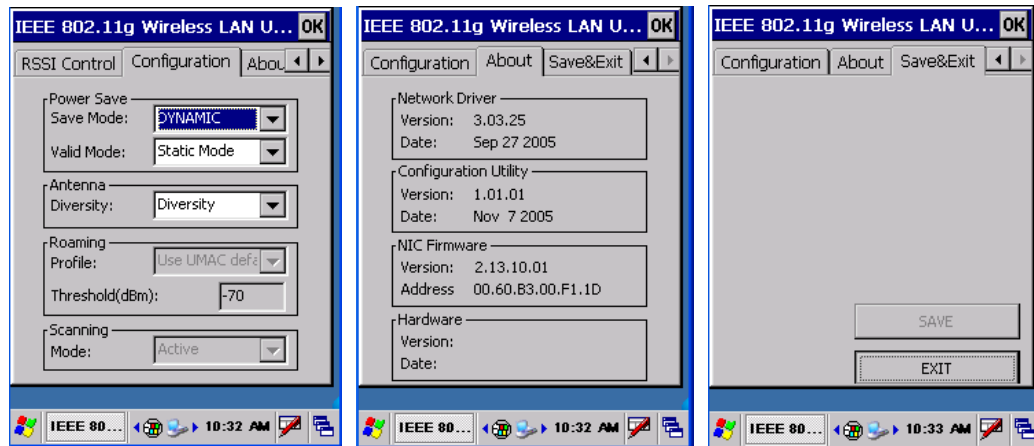 IEEE 802.11g Wireless LAN U... OK
RSSI Control Configuration Abou
Power Save
Save Mode: DYNAMIC
Valid Mode: Static Mode
Antenna
Diversity: Diversity
Roaming
Profile: Use UMAC defa
Threshold(dBm): -70
Scanning
Mode: Active
IEEE 80... 10:32 AM
IEEE 802.11g Wireless LAN U... OK
Configuration About Save&Exit
Network Driver
Version: 3.03.25
Date: Sep 27 2005
Configuration Utility
Version: 1.01.01
Date: Nov 7 2005
NIC Firmware
Version: 2.13.10.01
Address 00.60.B3.00.F1.1D
Hardware
Version:
Date:
IEEE 80... 10:32 AM
IEEE 802.11g Wireless LAN U... OK
Configuration About Save&Exit
SAVE
EXIT
IEEE 80... 10:33 AM